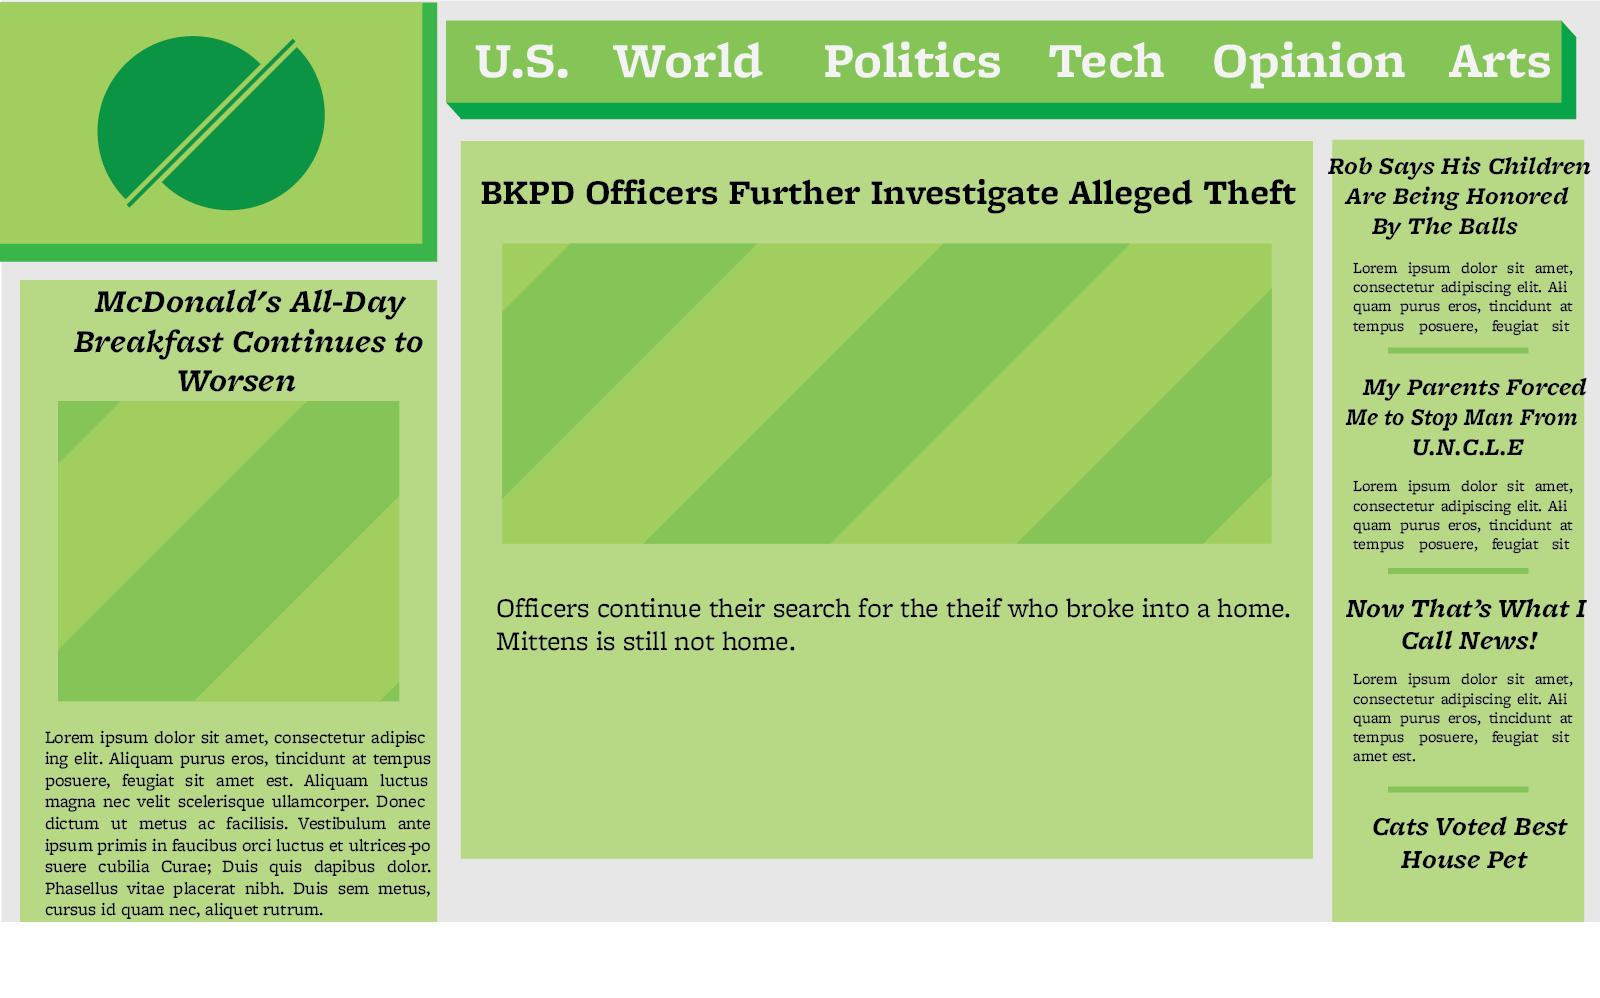 U.S. World Politics Tech Opinion Arts
McDonald's All-Day
Breakfast Continues to
Worsen
Lorem ipsum dolor sit amet, consectetur adipisc
ing elit. Aliquam purus eros, tincidunt at tempus
posuere, feugiat sit amet est. Aliquam luctus
magna nec velit scelerisque ullamcorper. Donec
dictum ut metus ac facilisis. Vestibulum ante
ipsum primis in faucibus orci luctus et ultrices po
suere cubilia Curae; Duis quis dapibus dolor.
Phasellus vitae placerat nibh. Duis sem metus,
cursus id quam nec, aliquet rutrum.
BKPD Officers Further Investigate Alleged Theft
Officers continue their search for the theif who broke into a home.
Mittens is still not home.
Rob Says His Children
Are Being Honored
By The Balls
Lorem ipsum dolor sit amet,
consectetur adipiscing elit. Ali
quam purus eros, tincidunt at
tempus posuere, feugiat sit
My Parents Forced
Me to Stop Man From
U.N.C.L.E
Lorem ipsum dolor sit amet,
consectetur adipiscing elit. Ali
quam purus eros, tincidunt at
tempus posuere, feugiat sit
Now That's What I
Call News!
Lorem ipsum dolor sit amet,
consectetur adipiscing elit. Ali
quam purus eros, tincidunt at
tempus posuere, feugiat sit
amet est.
Cats Voted Best
House Pet